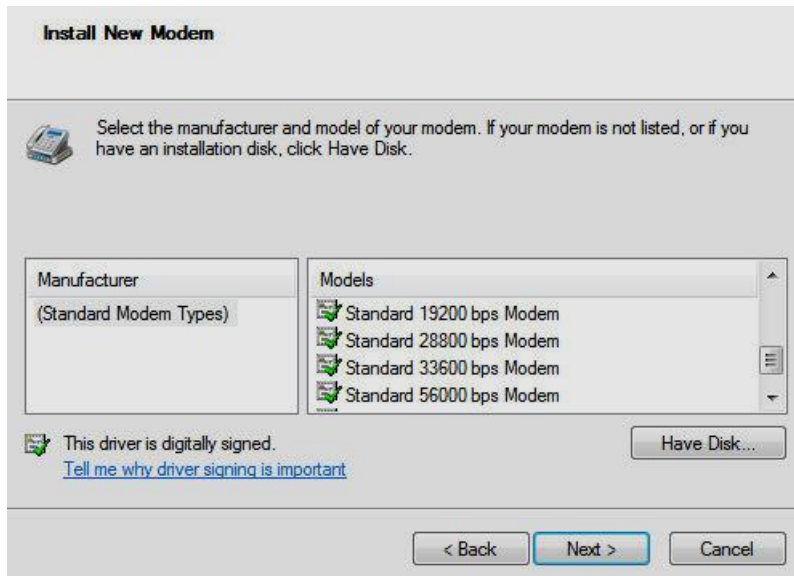 Install New Modem
Select the manufacturer and model of your modem. If your modem is not listed, or if you
have an installation disk, click Have Disk.
Manufacturer
(Standard Modem Types)
Models
Standard 19200 bps Modem
Standard 28800 bps Modem
Standard 33600 bps Modem
Standard 56000 bps Modem
This driver is digitally signed.
Tell me why driver signing is important
Have Disk...
< Back
Next >
Cancel